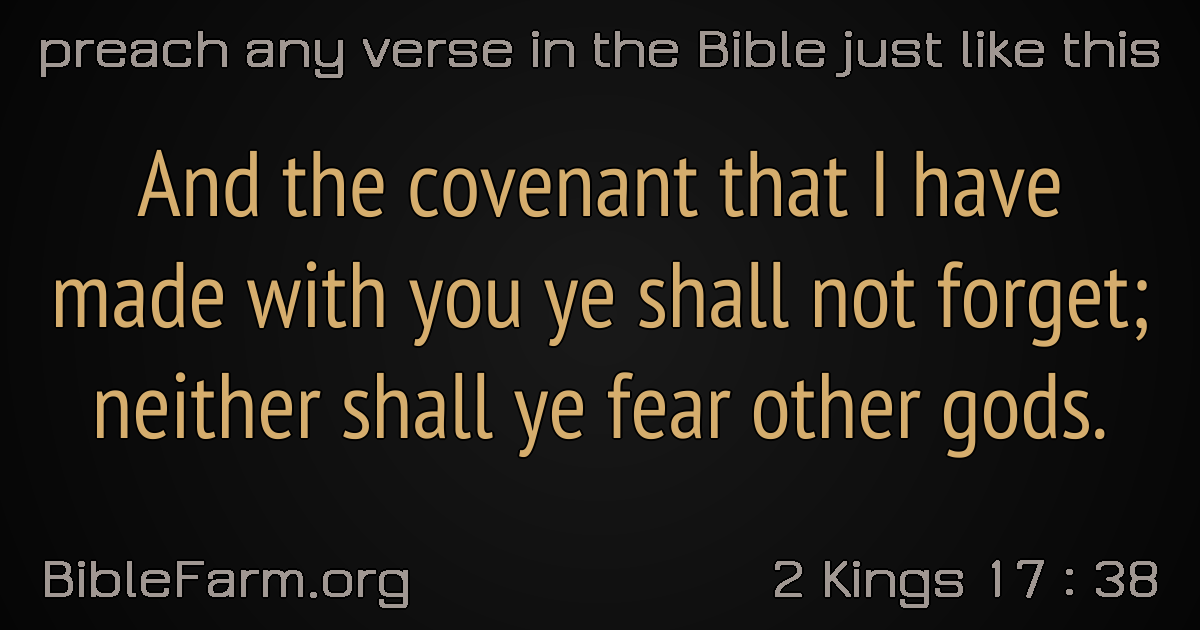 preach any verse in the Bible just like this
And the covenant that I have
made with you ye shall not forget;
neither shall ye fear other gods.
BibleFarm.org
2 Kings 17 : 38